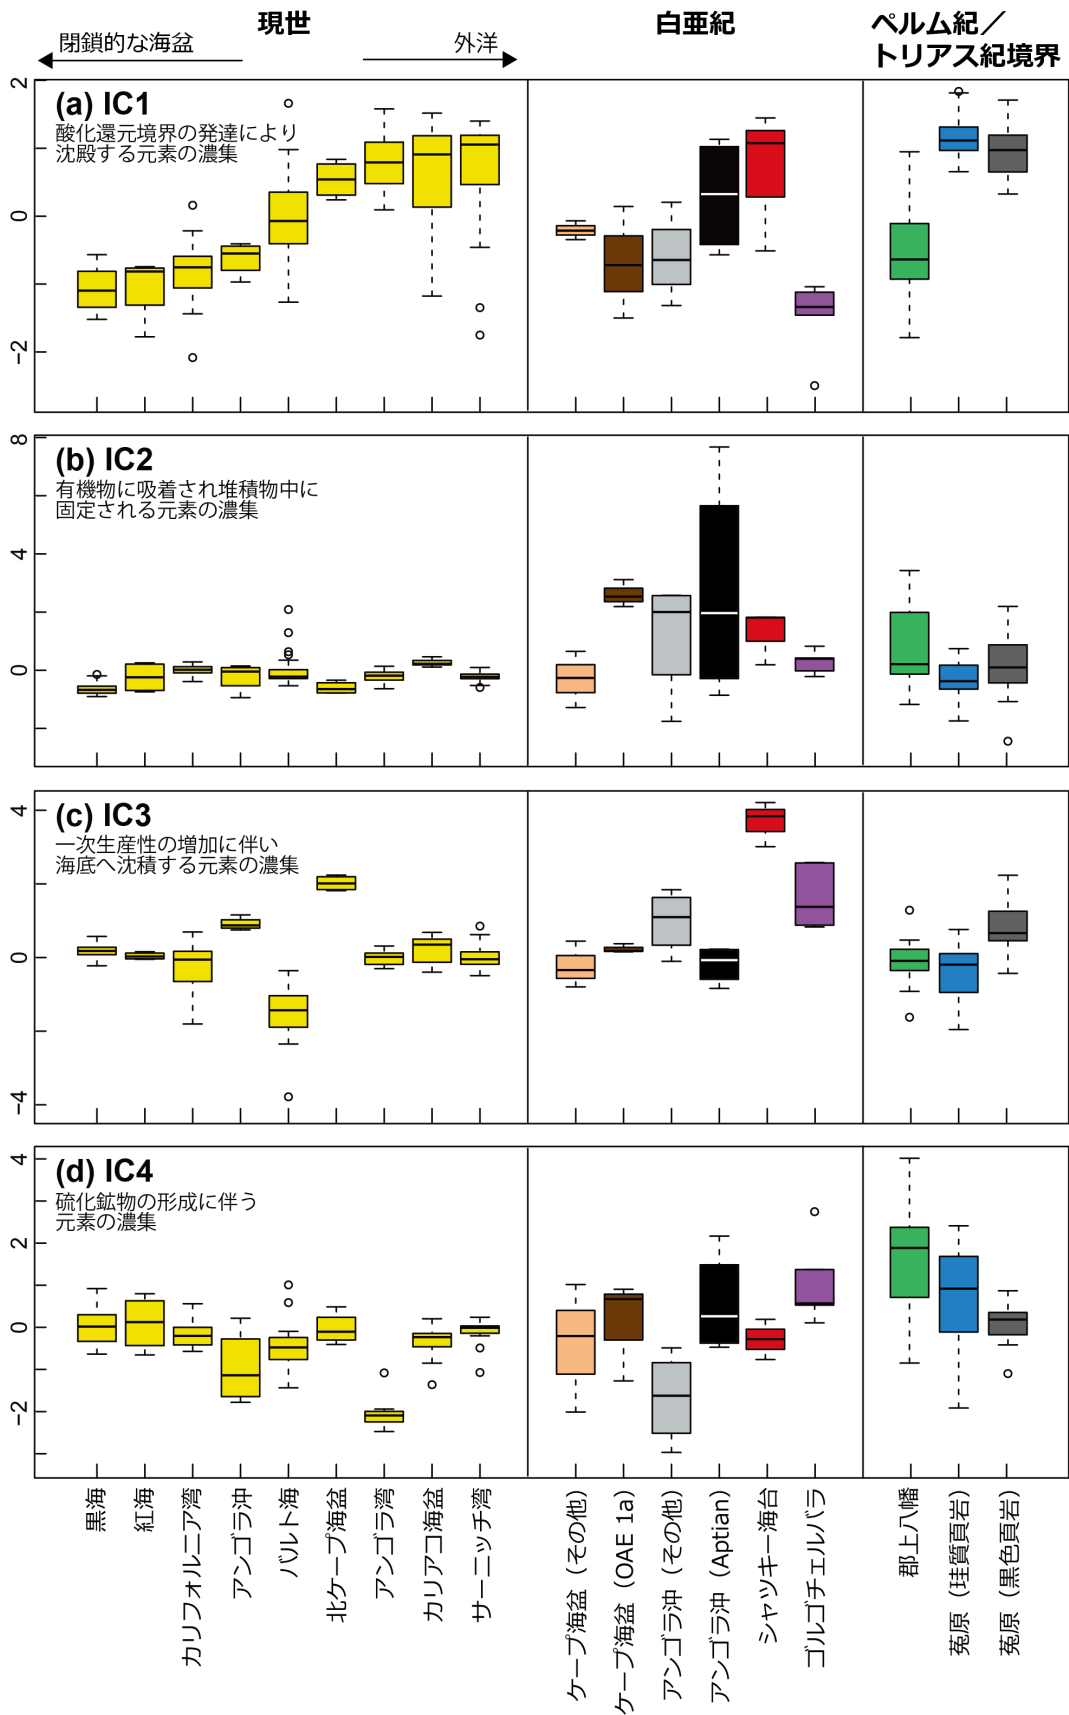 現世
白亜紀
ペルム紀／
トリアス紀境界
閉鎖的な海盆
外洋
(a) IC1
酸化還元境界の発達により
沈殿する元素の濃集
2
0
−2
(b) IC2
有機物に吸着され堆積物中に
固定される元素の濃集
8
4
0
(c) IC3
一次生産性の増加に伴い
海底へ沈積する元素の濃集
4
0
−4
(d) IC4
硫化鉱物の形成に伴う
元素の濃集
4
2
0
−2
黒海
紅海
カリフォルニア湾
アンゴラ沖
バルト海
北ケープ海盆
アンゴラ湾
カリアコ海盆
サーニッチ湾
ケープ海盆（その他）
ケープ海盆（OAE 1a）
アンゴラ沖（その他）
アンゴラ沖（Aptian）
シャツキー海台
ゴルゴチェルバラ
郡上八幡
菟原（珪質頁岩）
菟原（黒色頁岩）